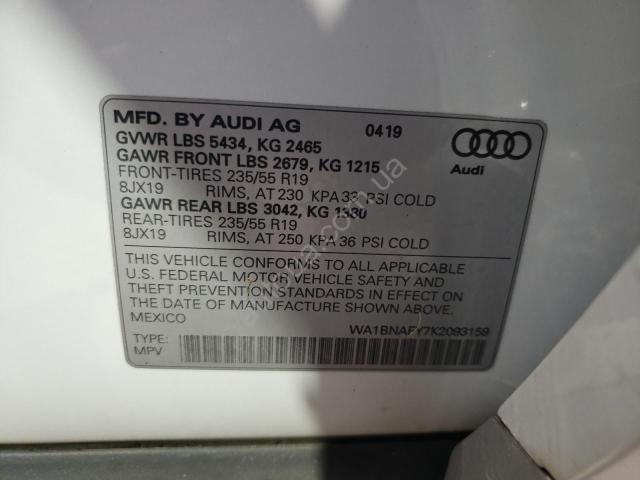 MFD. BY AUDI AG 0419
GVWR LBS 5434, KG 2465
GAWR FRONT LBS 2679, KG 1215
FRONT-TIRES 235/55 R19
8JX19 RIMS, AT 230 KPA 33 PSI COLD
GAWR REAR LBS 3042, KG 1380
REAR-TIRES 235/55 R19
8JX19 RIMS, AT 250 KPA 36 PSI COLD
Audi
THIS VEHICLE CONFORMS TO ALL APPLICABLE
U.S. FEDERAL MOTOR VEHICLE SAFETY AND
THEFT PREVENTION STANDARDS IN EFFECT ON
THE DATE OF MANUFACTURE SHOWN ABOVE.
MEXICO
WA1BNAFY7K2093159
TYPE:
MPV